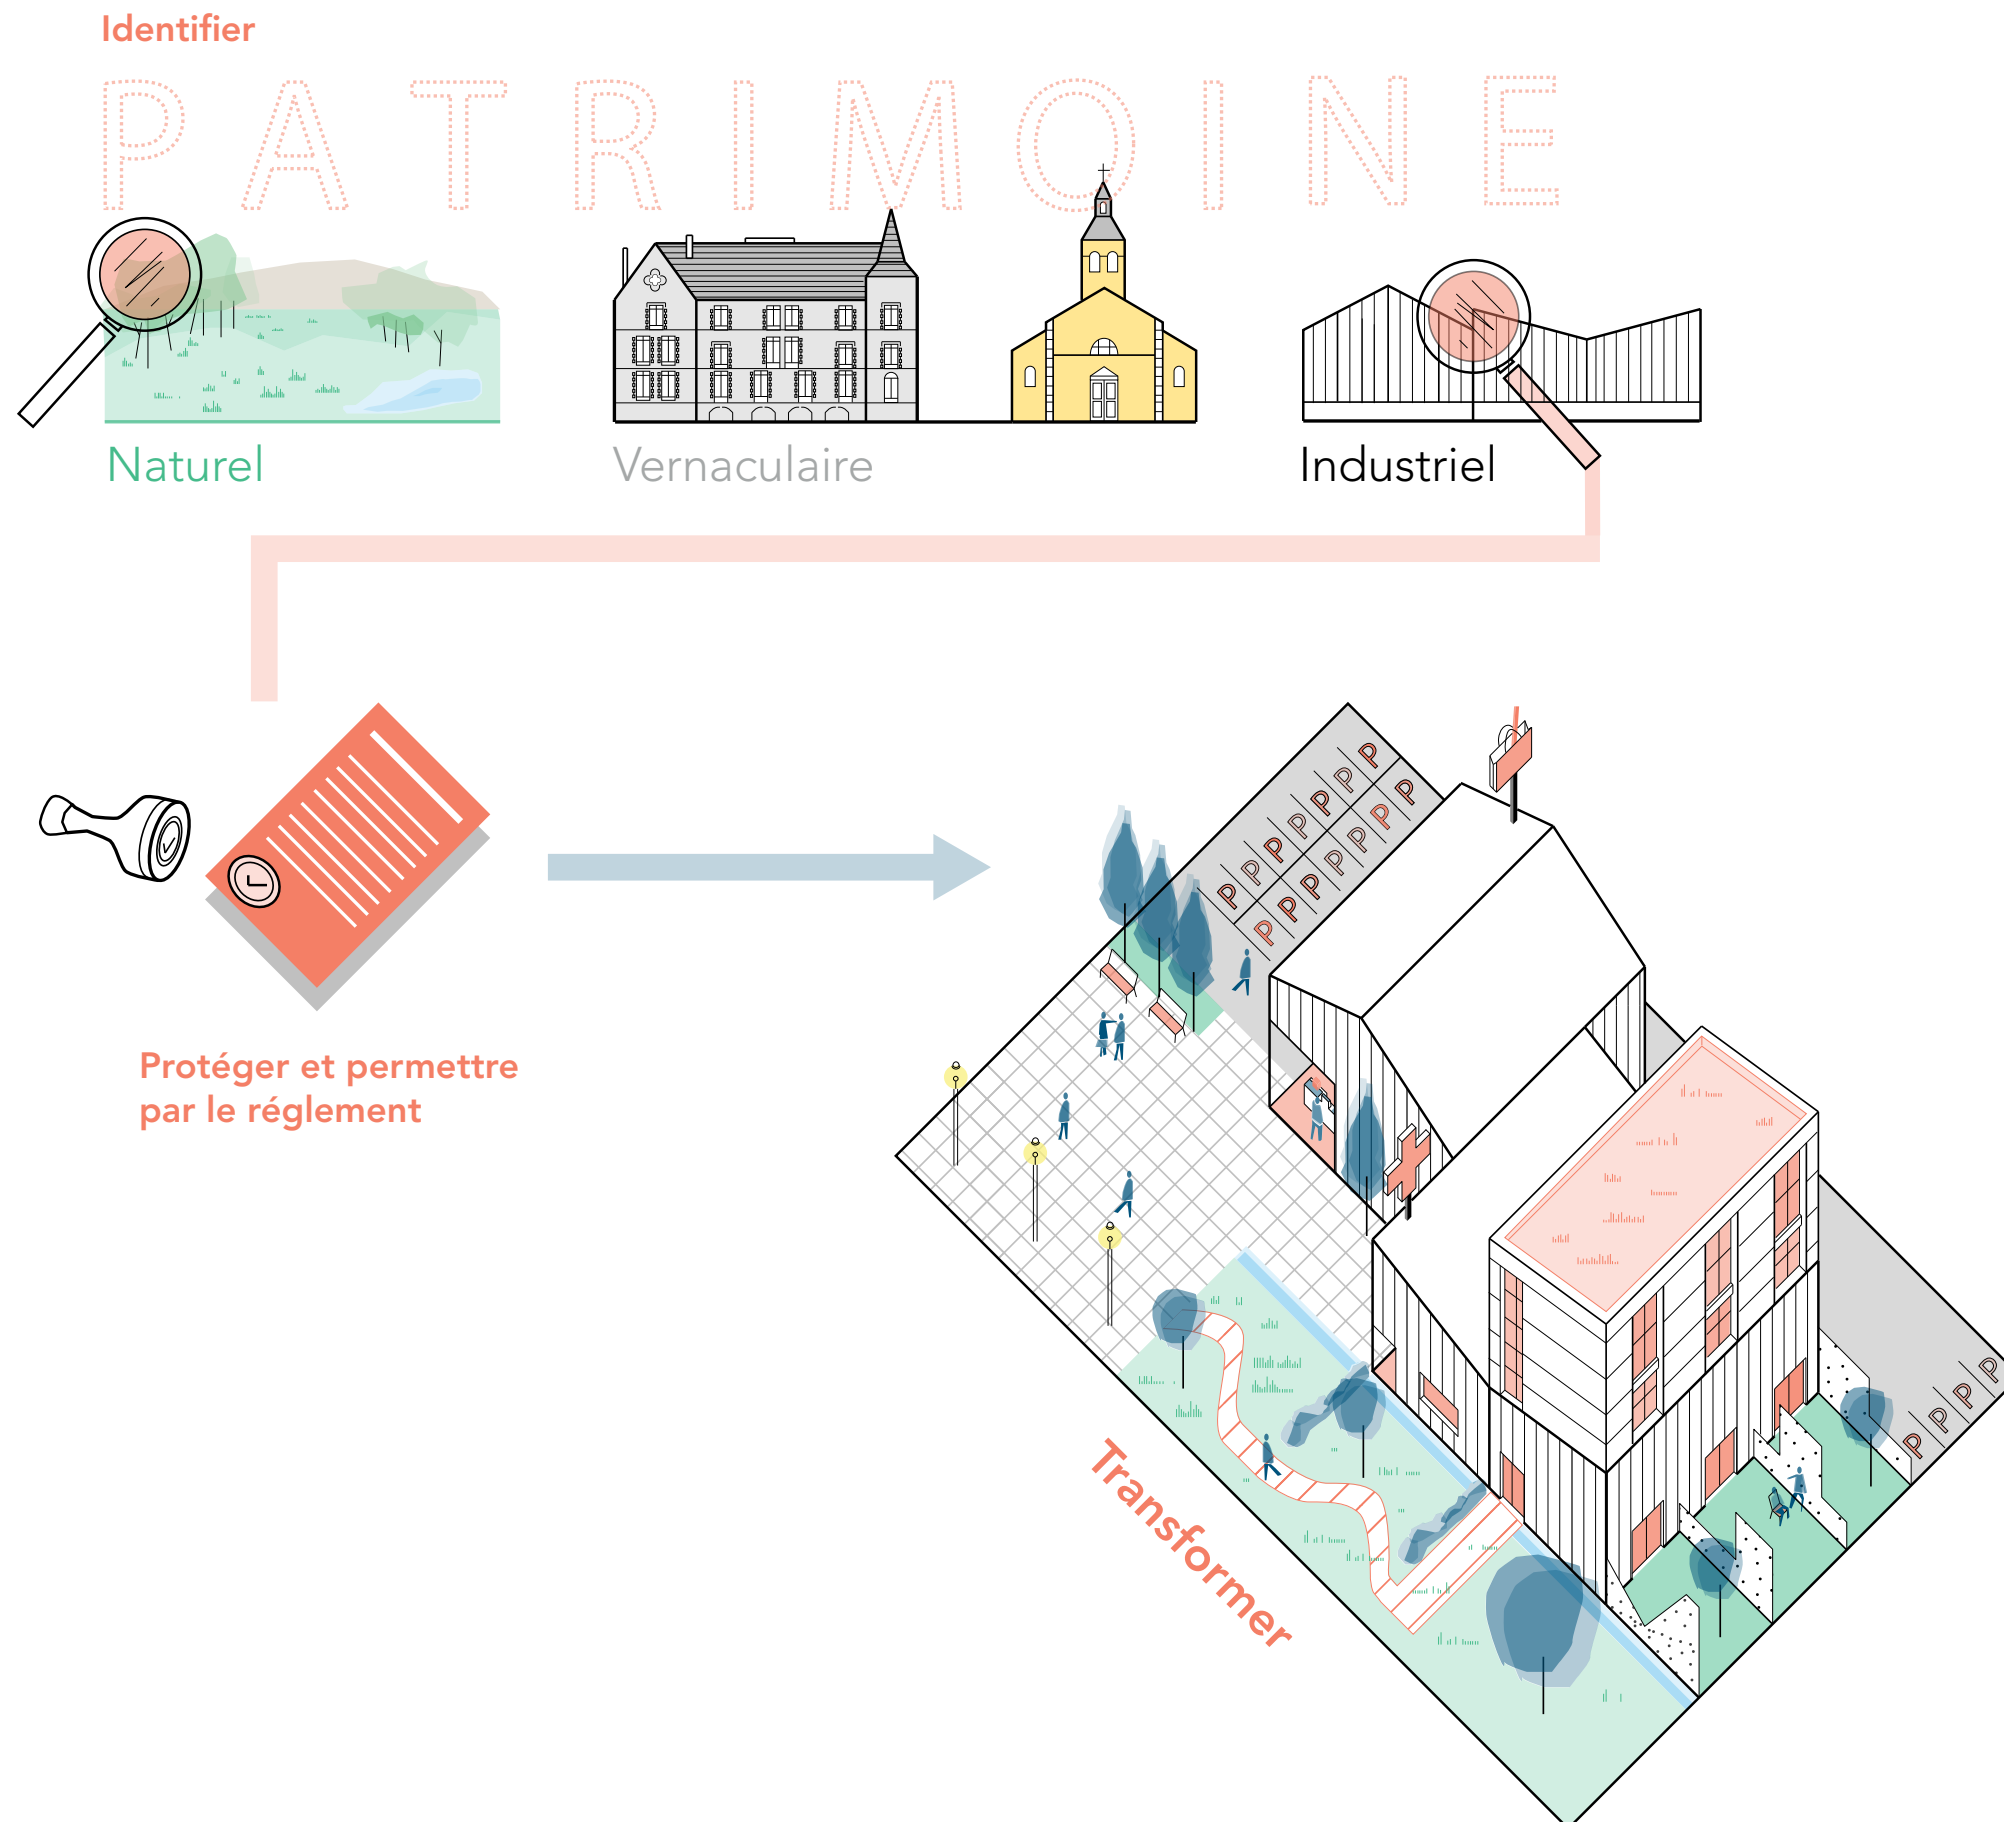 Identifier
PATRIMOINE
Naturel
Vernaculaire
Industriel
Protéger et permettre
par le réglement
P
P
P
P
P
P
P
P
P
P
P
P
P
P
Transformer
P
P
P
P